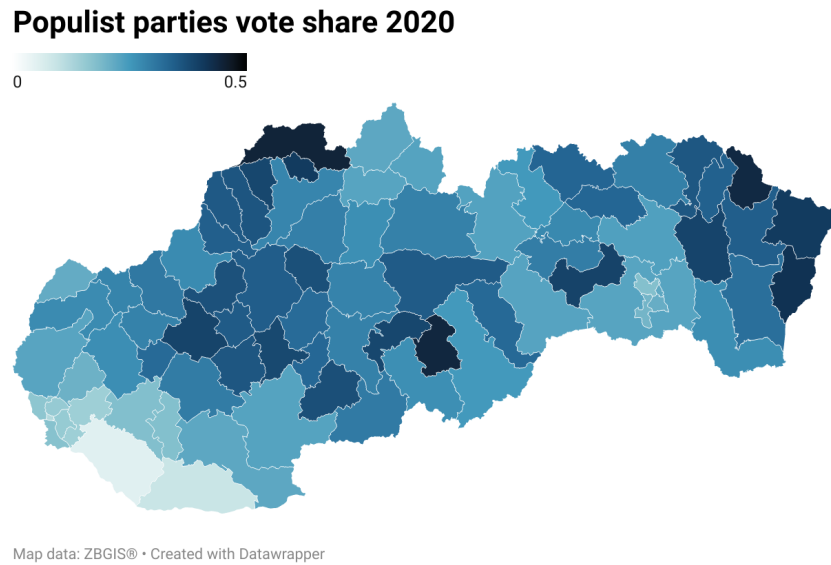 Populist parties vote share 2020
0 0.5
Map data: ZBGIS® • Created with Datawrapper